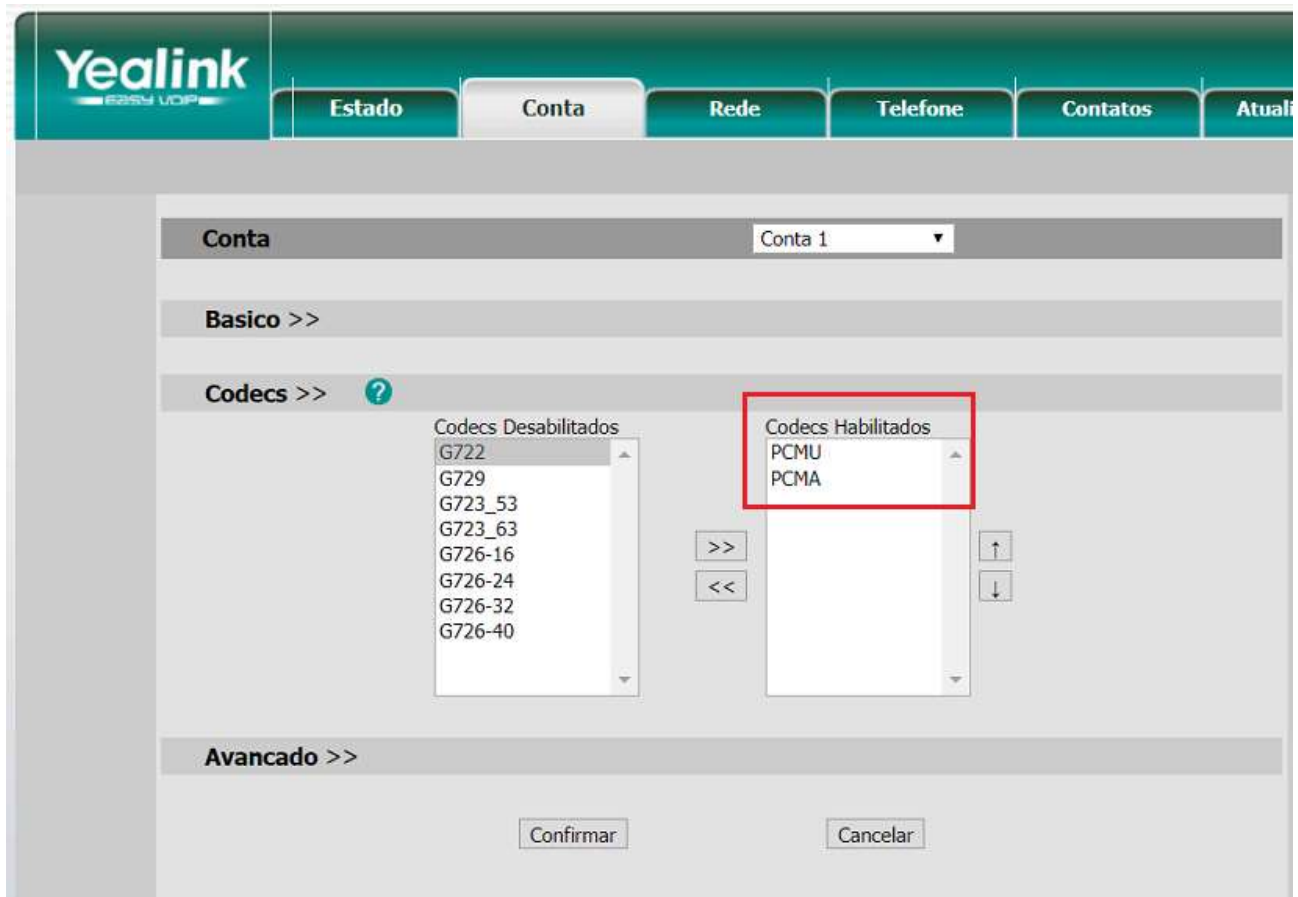 Yealink
EASY VOIP
Estado Conta Rede Telefone Contatos Atuali
Conta Conta 1
Basico >>
Codecs >> ?
Codecs Desabilitados Codecs Habilitados
G722 PCMU
G729 PCMA
G723_53
G723_63
G726-16 >> ↑
G726-24 << ↓
G726-32
G726-40
Avancado >>
Confirmar Cancelar